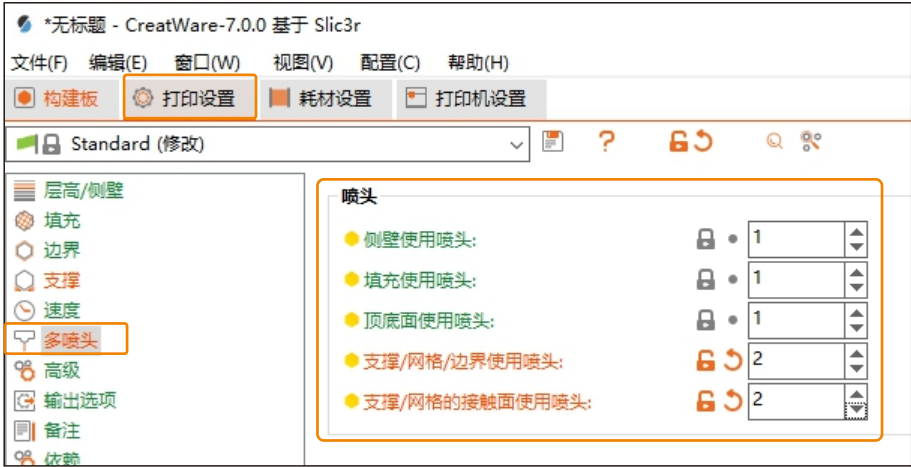 *无标题 - CreatWare-7.0.0 基于 Slic3r
文件(F) 编辑(E) 窗口(W) 视图(V) 配置(C) 帮助(H)
构建板 打印设置 耗材设置 打印机设置
Standard (修改)
层高/侧壁
填充
边界
支撑
速度
多喷头
高级
输出选项
备注
依赖
喷头
侧壁使用喷头: 1
填充使用喷头: 1
顶底面使用喷头: 1
支撑/网格/边界使用喷头: 2
支撑/网格的接触面使用喷头: 2